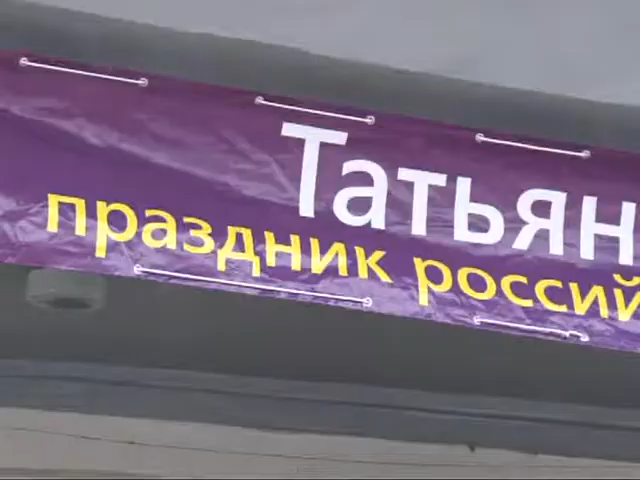 Татьян
праздник россий